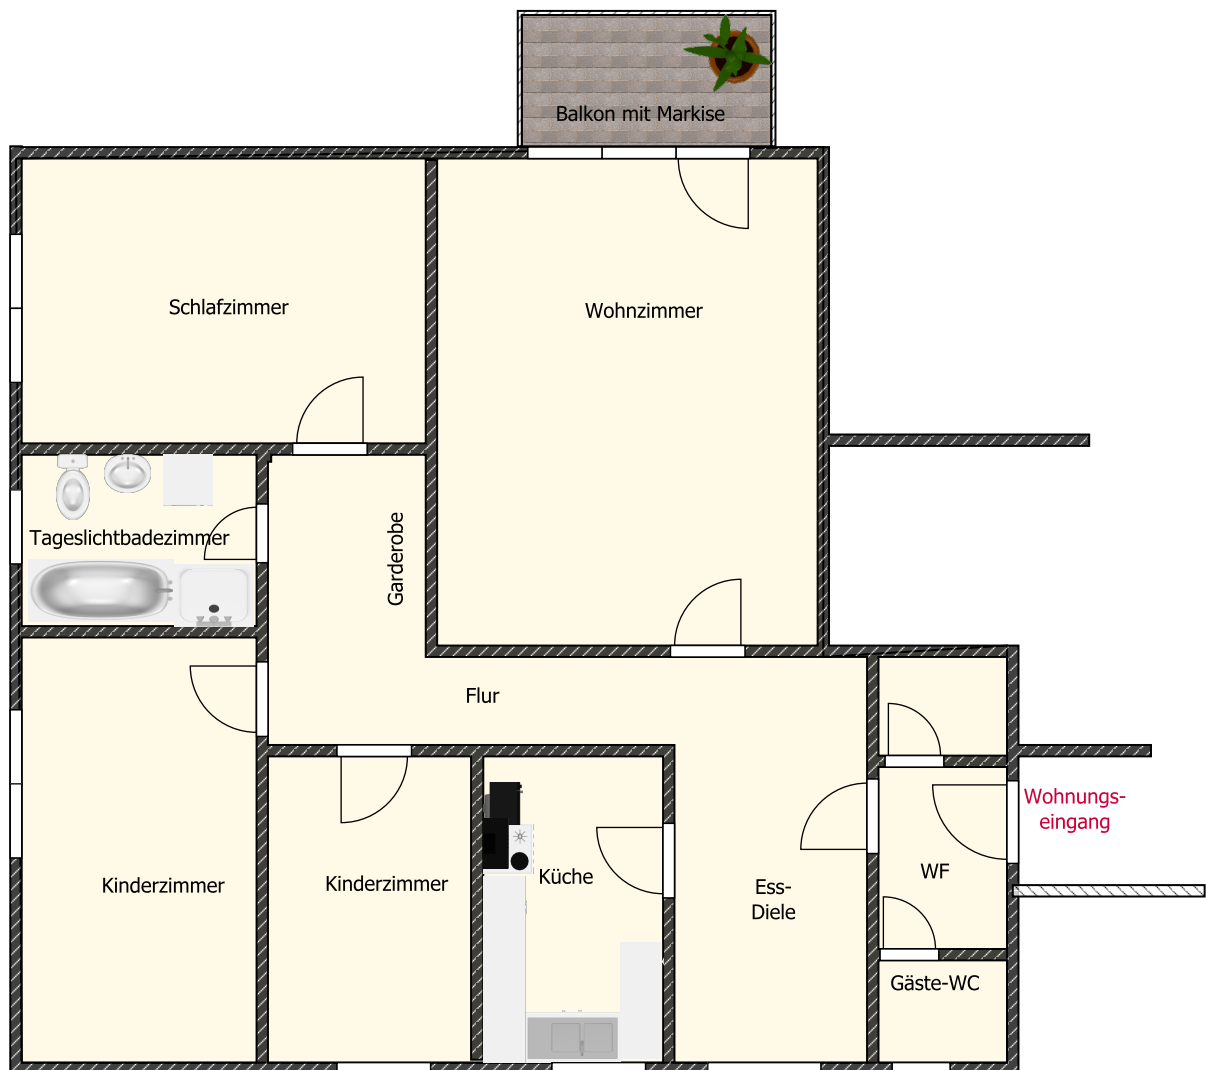 Balkon mit Markise
Schlafzimmer
Wohnzimmer
Tageslichtbadezimmer
Garderobe
Flur
Wohnungs-
eingang
Kinderzimmer
Kinderzimmer
Küche
Ess-
Diele
WF
Gäste-WC